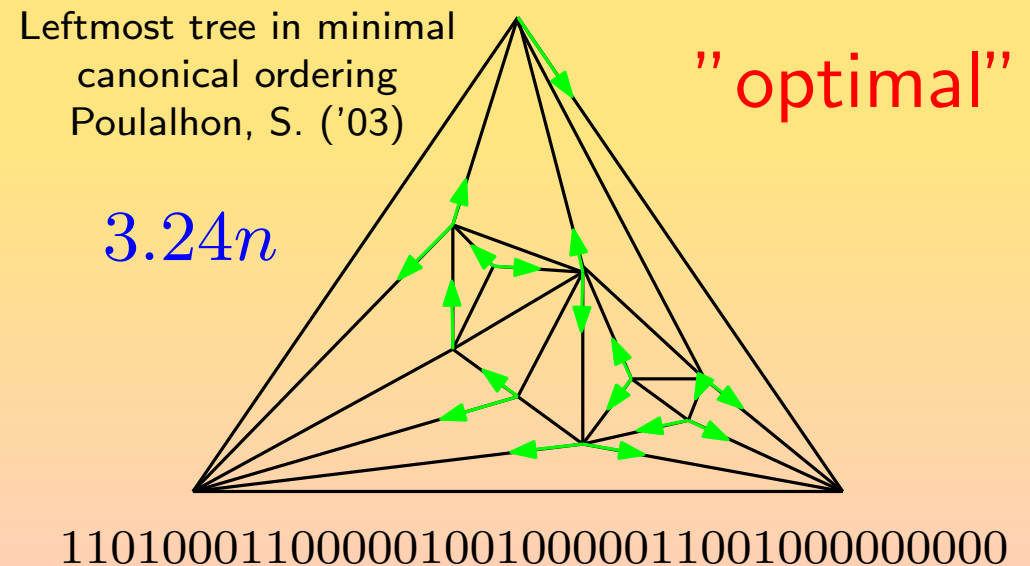 Leftmost tree in minimal
canonical ordering
Poulalhon, S. ('03)
"optimal"
3.24n
1101000110000010010000011001000000000